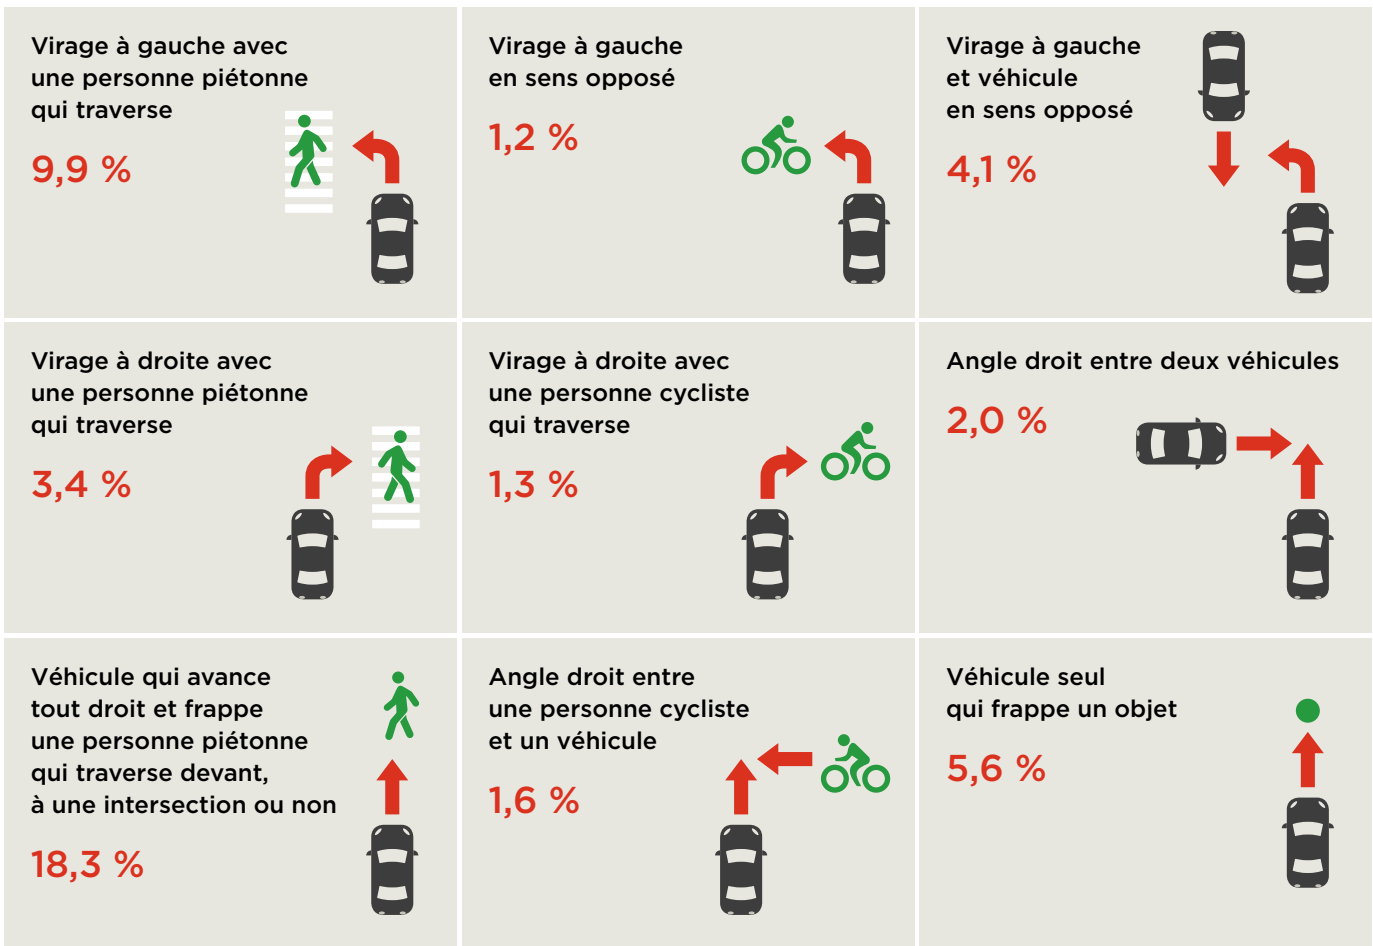 Virage à gauche avec
une personne piétonne
qui traverse
9,9 %
Virage à gauche
en sens opposé
1,2 %
Virage à gauche
et véhicule
en sens opposé
4,1 %
Virage à droite avec
une personne piétonne
qui traverse
3,4 %
Virage à droite avec
une personne cycliste
qui traverse
1,3 %
Angle droit entre deux véhicules
2,0 %
Véhicule qui avance
tout droit et frappe
une personne piétonne
qui traverse devant,
à une intersection ou non
18,3 %
Angle droit entre
une personne cycliste
et un véhicule
1,6 %
Véhicule seul
qui frappe un objet
5,6 %